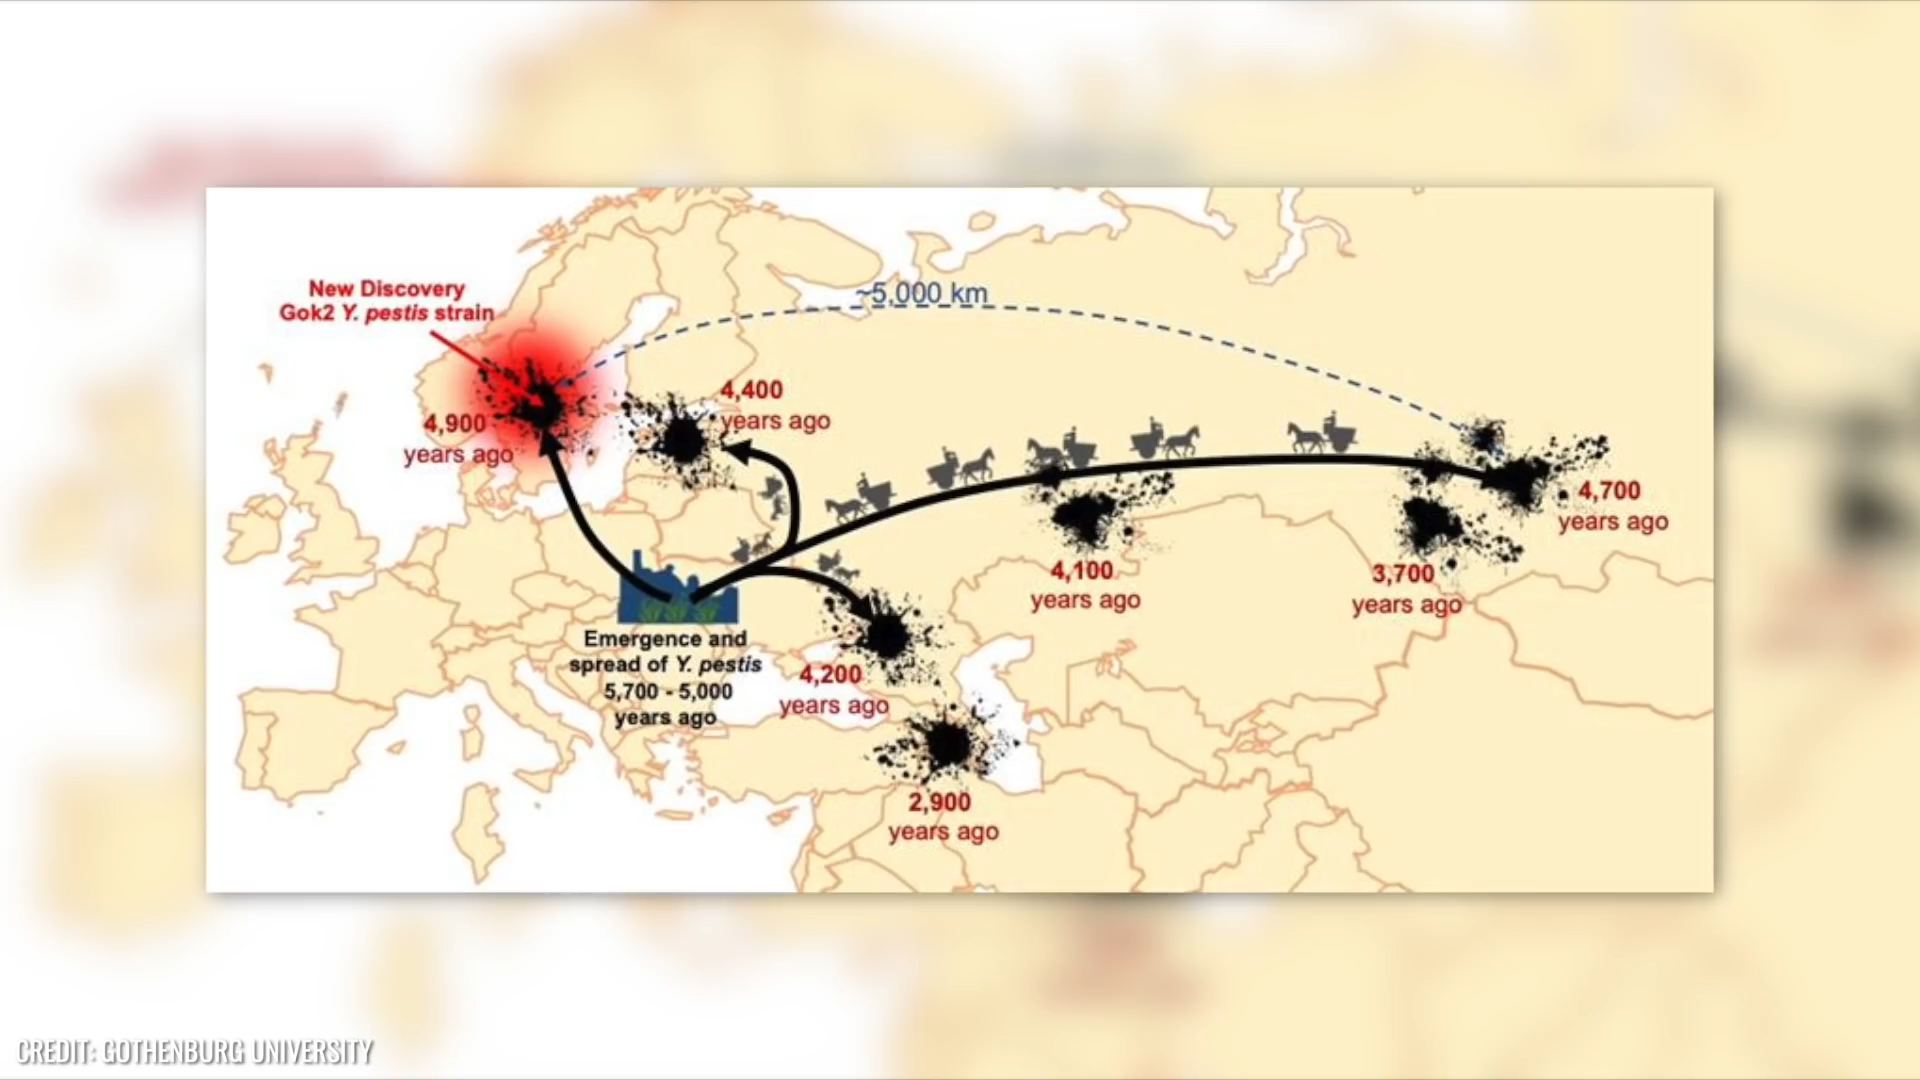 ~5,000 km
New Discovery
Gok2 Y. pestis strain
4,900
years ago
4,400
years ago
4,700
years ago
4,100
years ago
3,700
years ago
Emergence and
spread of Y. pestis
5,700 - 5,000
years ago
4,200
years ago
2,900
years ago
CREDIT: GOTHENBURG UNIVERSITY